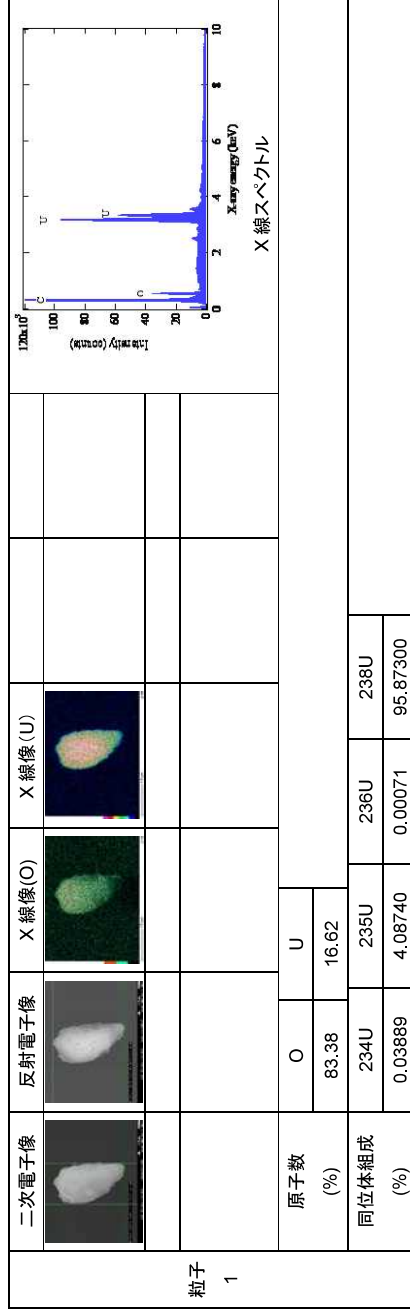 粒子
1
二次電子像 反射電子像 X 線像(O) X 線像(U)
120x10³
100
80
60
40
20
0
Intensity (counts)
C
O
U
U
0 2 4 6 8 10
X-ray energy (keV)
X 線スペクトル
原子数
(%)
O U
83.38 16.62
同位体組成
(%)
234U 235U 236U 238U
0.03889 4.08740 0.00071 95.87300